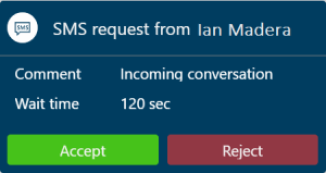 SMS
SMS request from Ian Madera
Comment Incoming conversation
Wait time 120 sec
Accept Reject